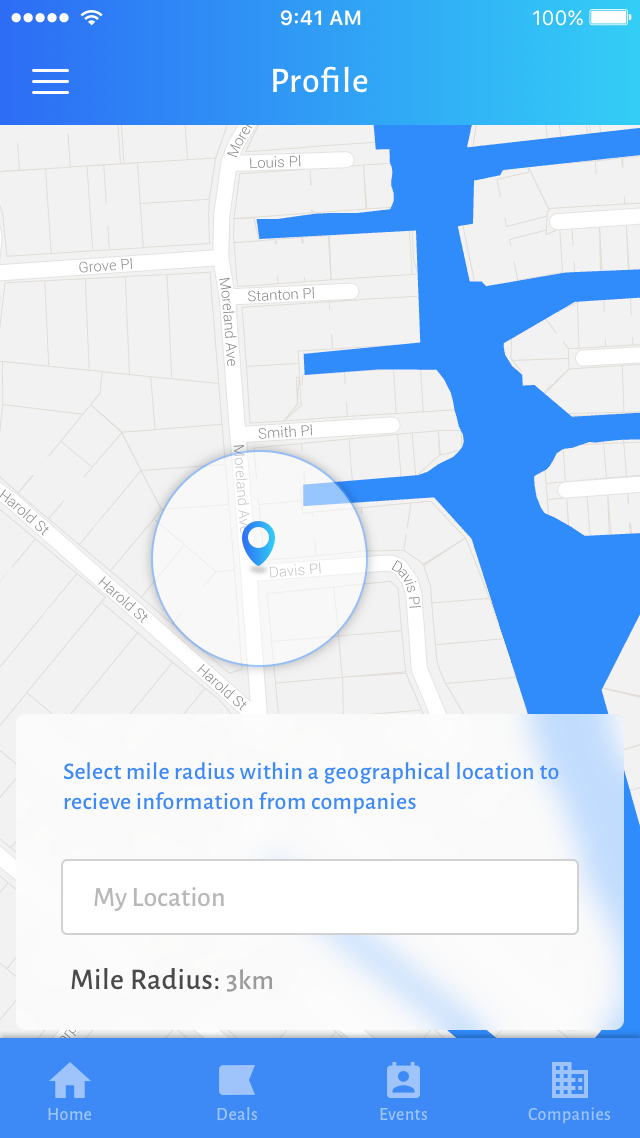 9:41 AM
100%
Profile
Louis Pl
Grove Pl
Stanton Pl
Moreland Ave
Smith Pl
Moreland Ave
Davis Pl
Davis Pl
Harold St
Harold St
Harold St
Select mile radius within a geographical location to
recieve information from companies
My Location
Mile Radius: 3km
Home
Deals
Events
Companies